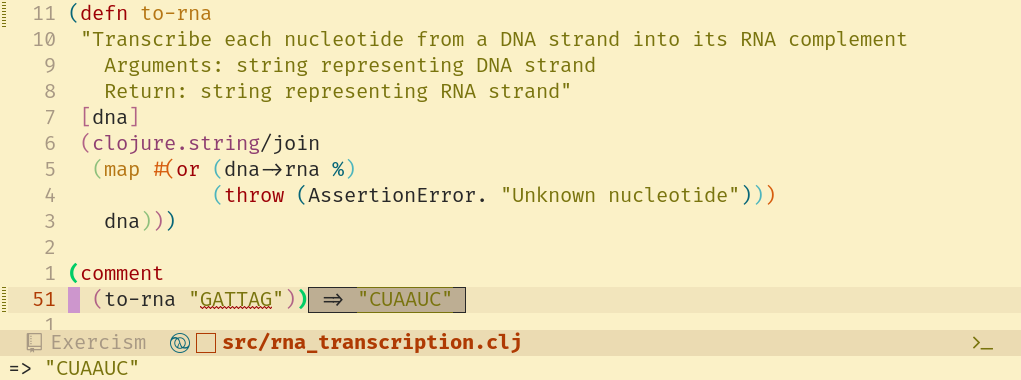 11 (defn to-rna
10 "Transcribe each nucleotide from a DNA strand into its RNA complement
9 Arguments: string representing DNA strand
8 Return: string representing RNA strand"
7 [dna]
6 (clojure.string/join
5 (map #(or (dna->rna %)
4 (throw (AssertionError. "Unknown nucleotide")))
3 dna)))
2
1 (comment
51 (to-rna "GATTAG")) => "CUAAUC"
1
Exercism src/rna_transcription.clj >_
=> "CUAAUC"